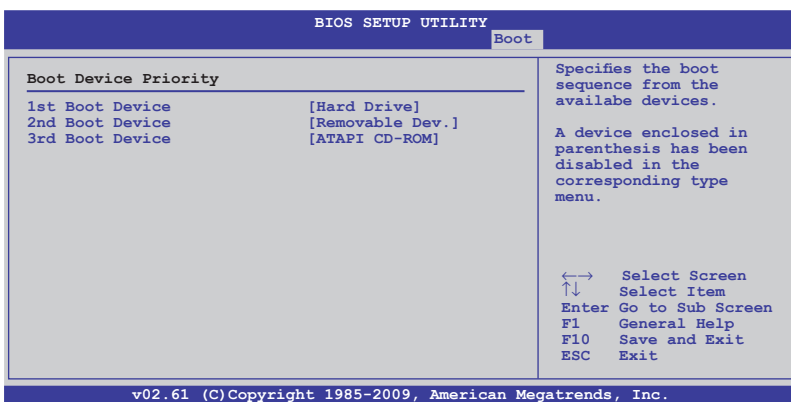 BIOS SETUP UTILITY
Boot
Boot Device Priority
1st Boot Device [Hard Drive]
2nd Boot Device [Removable Dev.]
3rd Boot Device [ATAPI CD-ROM]
Specifies the boot
sequence from the
availabe devices.
A device enclosed in
parenthesis has been
disabled in the
corresponding type
menu.
←→ Select Screen
↑↓ Select Item
Enter Go to Sub Screen
F1 General Help
F10 Save and Exit
ESC Exit
v02.61 (C)Copyright 1985-2009, American Megatrends, Inc.